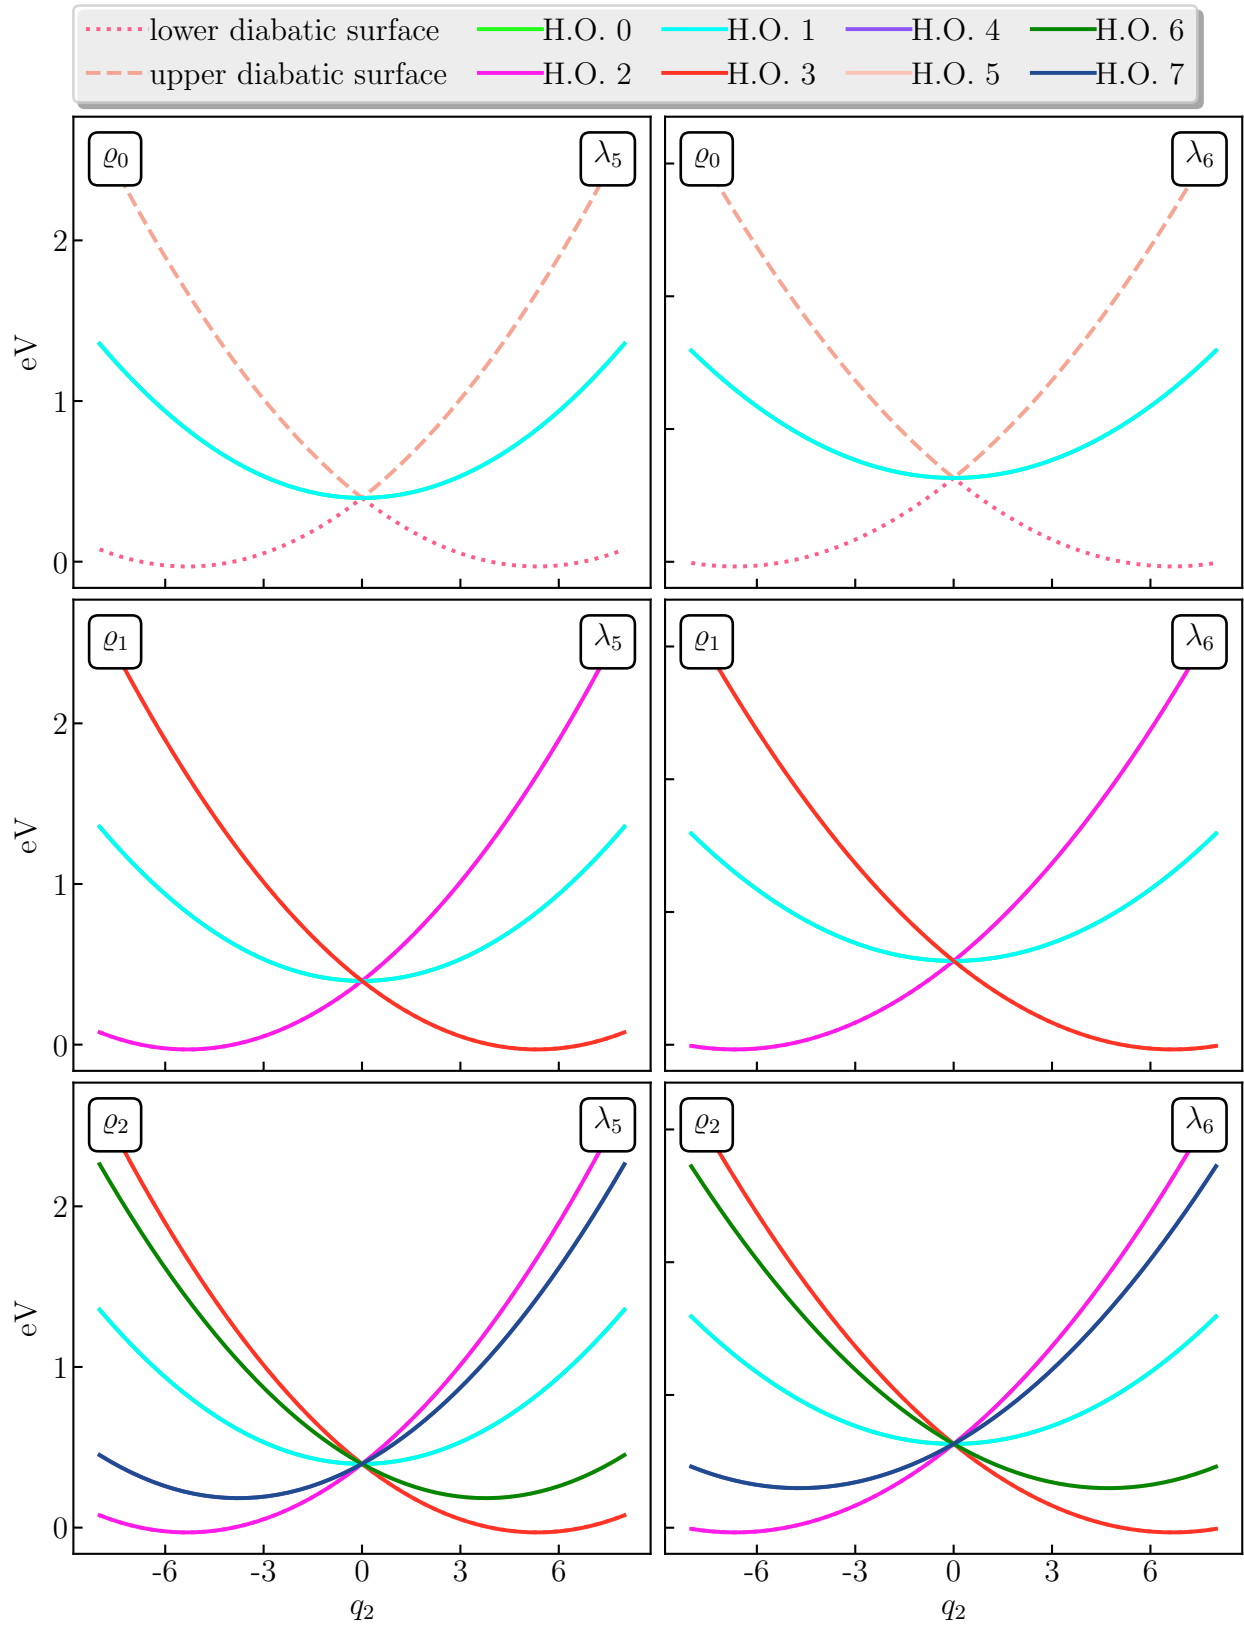 lower diabatic surface H.O. 0 H.O. 1 H.O. 4 H.O. 6
upper diabatic surface H.O. 2 H.O. 3 H.O. 5 H.O. 7
ϱ₀ λ₅ ϱ₀ λ₆
2
eV
1
0
ϱ₁ λ₅ ϱ₁ λ₆
2
eV
1
0
ϱ₂ λ₅ ϱ₂ λ₆
2
1
eV
0
-6 -3 0 3 6 -6 -3 0 3 6
q₂ q₂